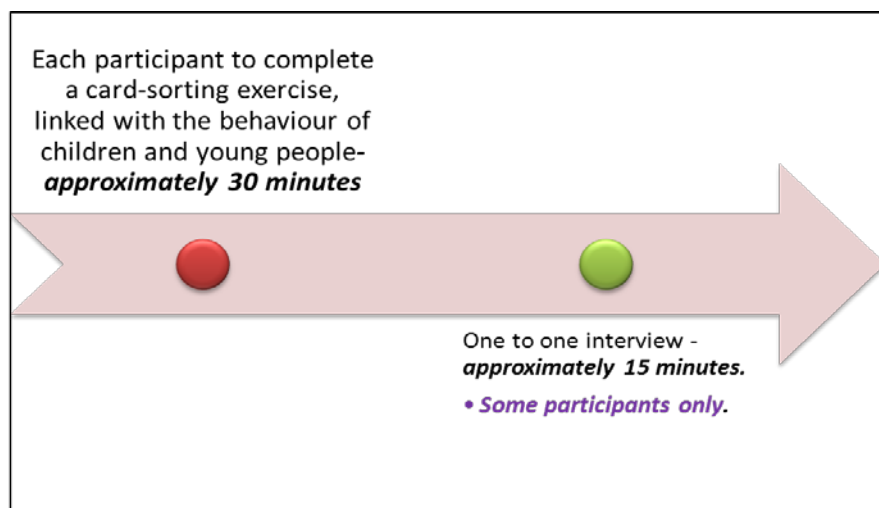 Each participant to complete
a card-sorting exercise,
linked with the behaviour of
children and young people-
approximately 30 minutes
One to one interview -
approximately 15 minutes.
• Some participants only.